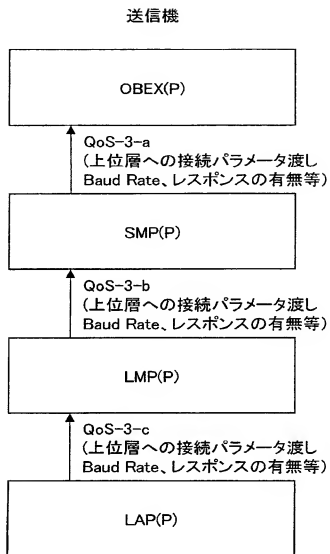 送信機
OBEX(P)
QoS-3-a
(上位層への接続パラメータ渡し
Baud Rate、レスポンスの有無等)
SMP(P)
QoS-3-b
(上位層への接続パラメータ渡し
Baud Rate、レスポンスの有無等)
LMP(P)
QoS-3-c
(上位層への接続パラメータ渡し
Baud Rate、レスポンスの有無等)
LAP(P)